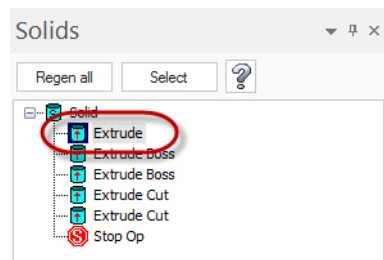 Solids
Regen all Select ?
Solid
Extrude
Extrude Boss
Extrude Boss
Extrude Cut
Extrude Cut
Stop Op